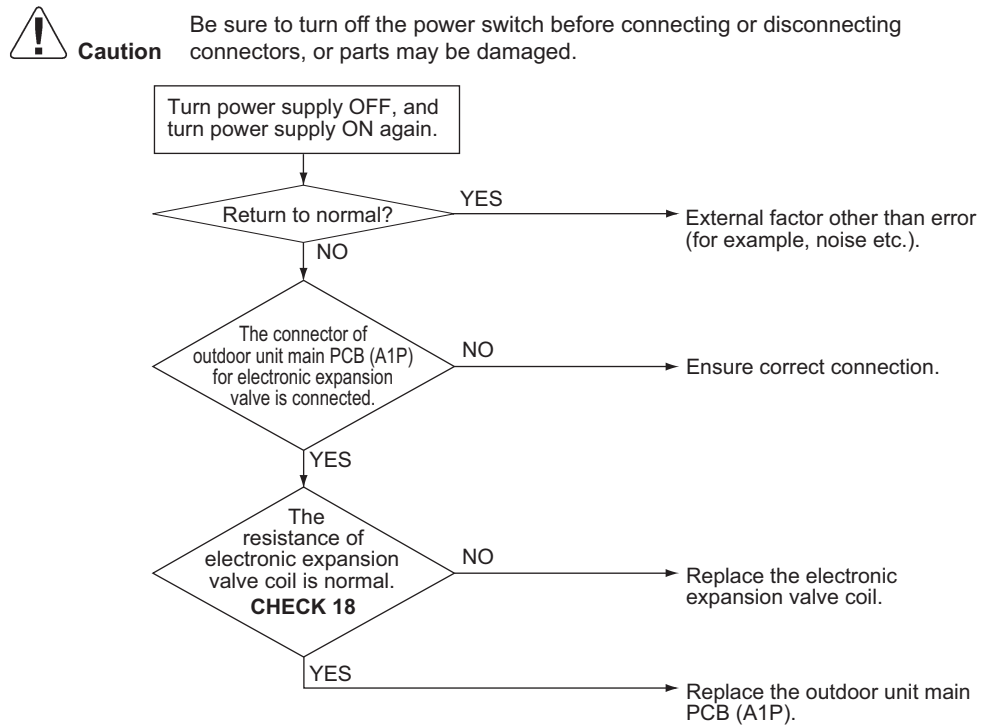 Be sure to turn off the power switch before connecting or disconnecting
Caution connectors, or parts may be damaged.
Turn power supply OFF, and
turn power supply ON again.
Return to normal?
YES
External factor other than error
(for example, noise etc.).
NO
The connector of
outdoor unit main PCB (A1P)
for electronic expansion
valve is connected.
NO
Ensure correct connection.
YES
The
resistance of
electronic expansion
valve coil is normal.
CHECK 18
NO
Replace the electronic
expansion valve coil.
YES
Replace the outdoor unit main
PCB (A1P).